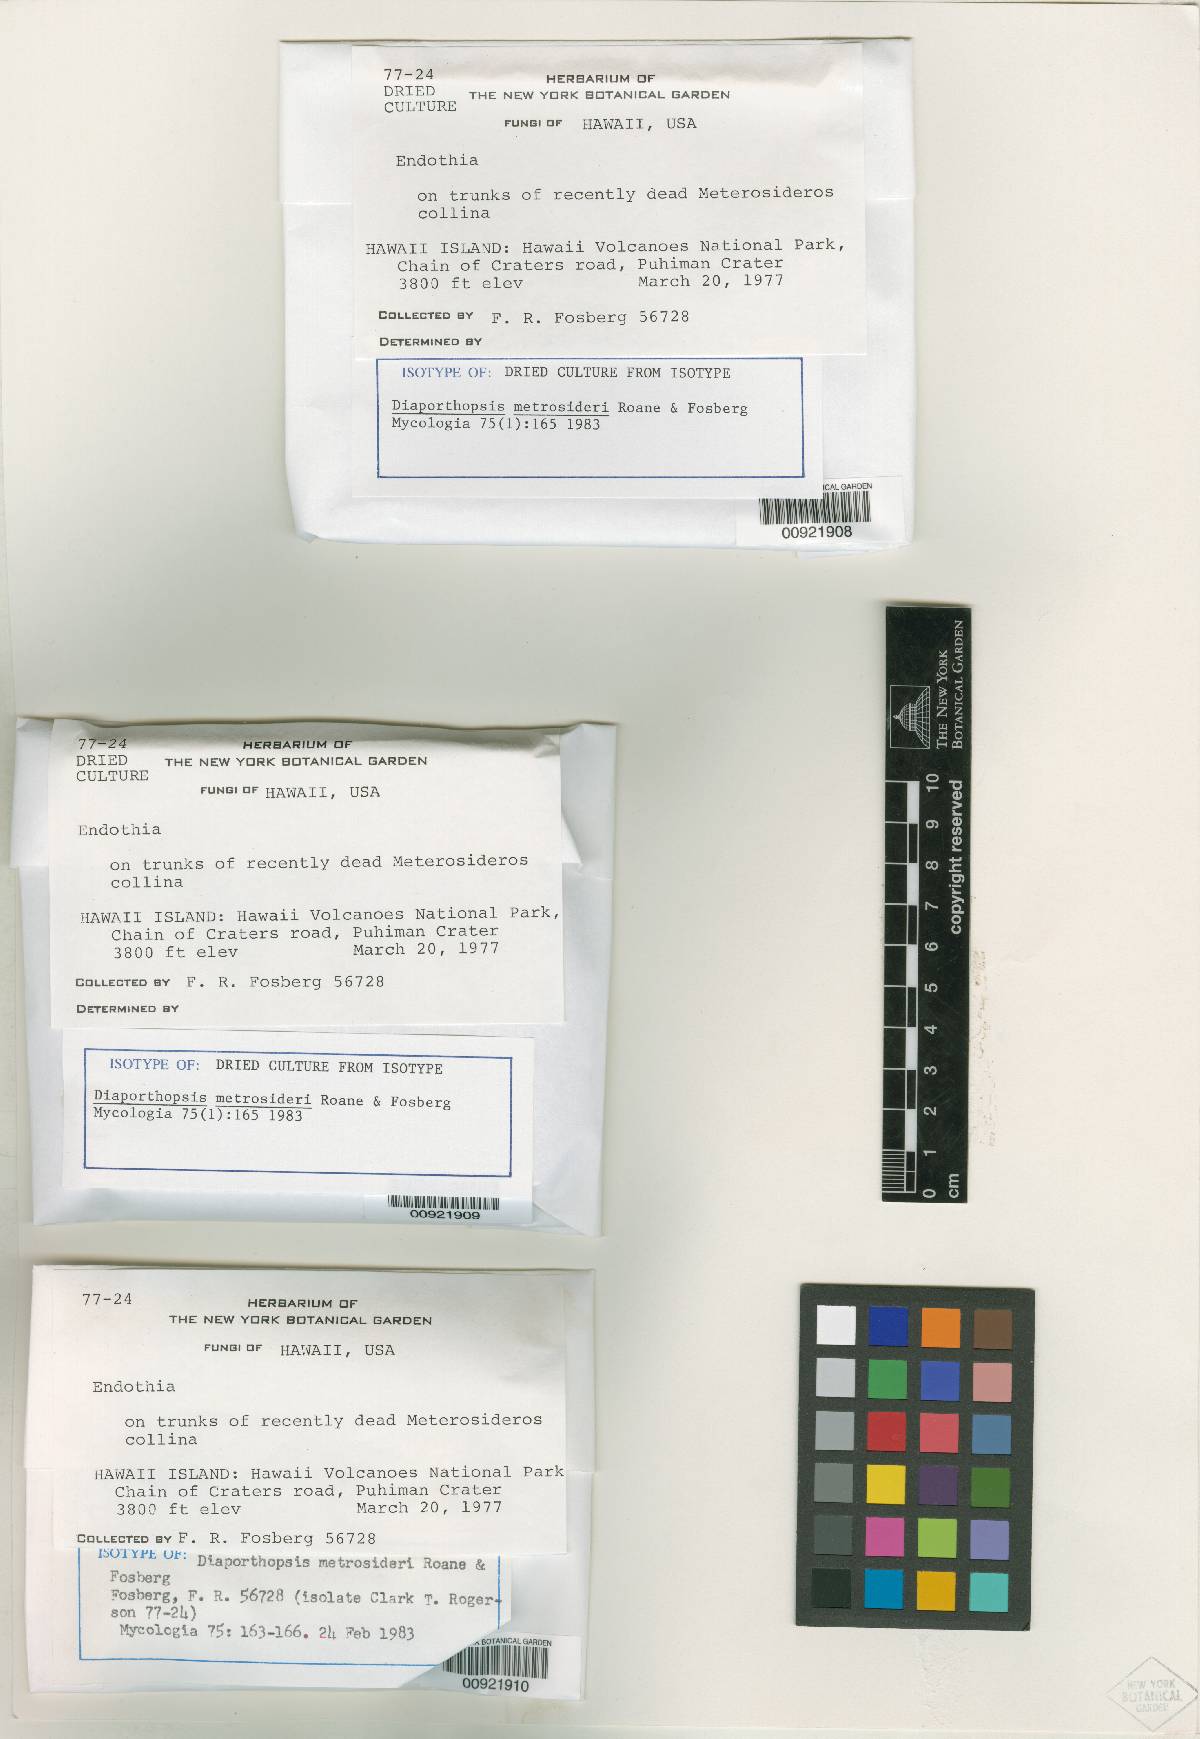 77-24
DRIED
CULTURE
HERBARIUM OF
THE NEW YORK BOTANICAL GARDEN
FUNGI OF HAWAII, USA
Endothia
on trunks of recently dead Meterosideros
collina
HAWAII ISLAND: Hawaii Volcanoes National Park,
Chain of Craters road, Puhiman Crater
3800 ft elev March 20, 1977
COLLECTED BY F. R. Fosberg 56728
DETERMINED BY
ISOTYPE OF: DRIED CULTURE FROM ISOTYPE
Diaporthopsis metrosideri Roane & Fosberg
Mycologia 75(1):165 1983
ICAL GARDEN
00921908
THE NEW YORK
BOTANICAL GARDEN
10 9 8 7 6 5 4 3 2 1 0
cm
copyright reserved
77-24
DRIED
CULTURE
HERBARIUM OF
THE NEW YORK BOTANICAL GARDEN
FUNGI OF HAWAII, USA
Endothia
on trunks of recently dead Meterosideros
collina
HAWAII ISLAND: Hawaii Volcanoes National Park,
Chain of Craters road, Puhiman Crater
3800 ft elev March 20, 1977
COLLECTED BY F. R. Fosberg 56728
DETERMINED BY
ISOTYPE OF: DRIED CULTURE FROM ISOTYPE
Diaporthopsis metrosideri Roane & Fosberg
Mycologia 75(1):165 1983
00921909
77-24
HERBARIUM OF
THE NEW YORK BOTANICAL GARDEN
FUNGI OF HAWAII, USA
Endothia
on trunks of recently dead Meterosideros
collina
HAWAII ISLAND: Hawaii Volcanoes National Park
Chain of Craters road, Puhiman Crater
3800 ft elev March 20, 1977
COLLECTED BY F. R. Fosberg 56728
ISOTYPE OF: Diaporthopsis metrosideri Roane &
Fosberg
Fosberg, F. R. 56728 (isolate Clark T. Roger-
son 77-24)
Mycologia 75: 163-166. 24 Feb 1983
BOTANICAL GARDEN
00921910
NEW YORK
BOTANICAL
GARDEN